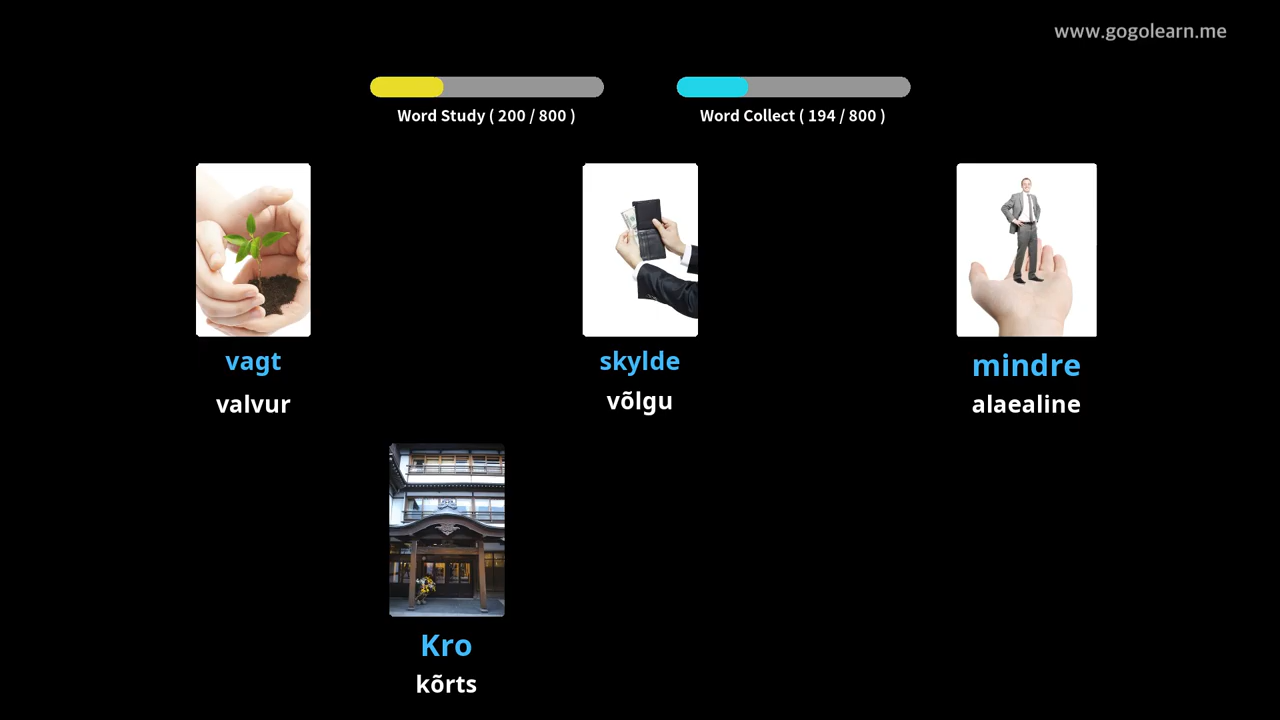 www.gogolearn.me
Word Study ( 200 / 800 )
Word Collect ( 194 / 800 )
vagt
valvur
skylde
võlgu
mindre
alaealine
Kro
kõrts